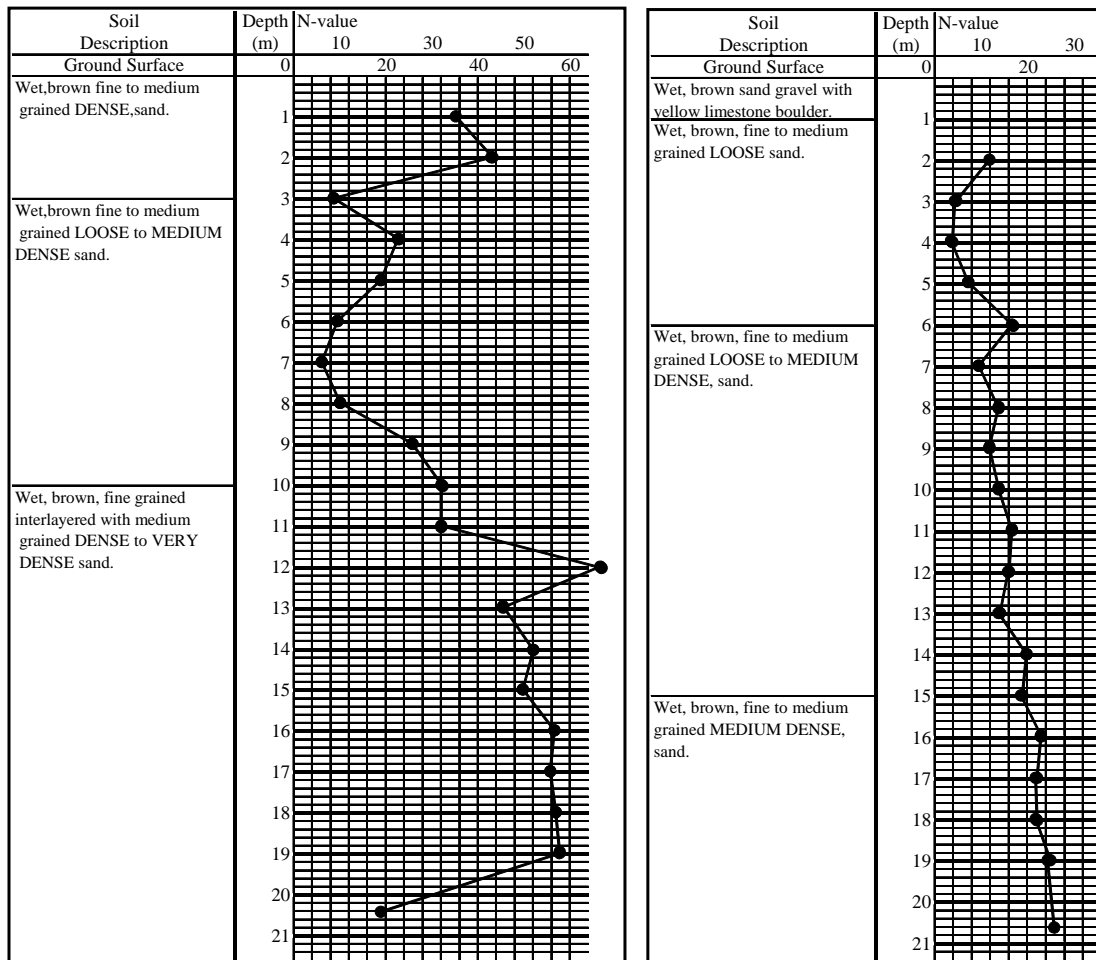 Soil
Description
Depth
(m)
N-value
10 30 50
Ground Surface
0 20 40 60
Wet,brown fine to medium
grained DENSE,sand.
1
2
3
Wet,brown fine to medium
grained LOOSE to MEDIUM
DENSE sand.
4
5
6
7
8
9
10
Wet, brown, fine grained
interlayered with medium
grained DENSE to VERY
DENSE sand.
11
12
13
14
15
16
17
18
19
20
21
Soil
Description
Depth
(m)
N-value
10 30
Ground Surface
0 20
Wet, brown sand gravel with
yellow limestone boulder.
1
Wet, brown, fine to medium
grained LOOSE sand.
2
3
4
5
6
Wet, brown, fine to medium
grained LOOSE to MEDIUM
DENSE, sand.
7
8
9
10
11
12
13
14
15
Wet, brown, fine to medium
grained MEDIUM DENSE,
sand.
16
17
18
19
20
21